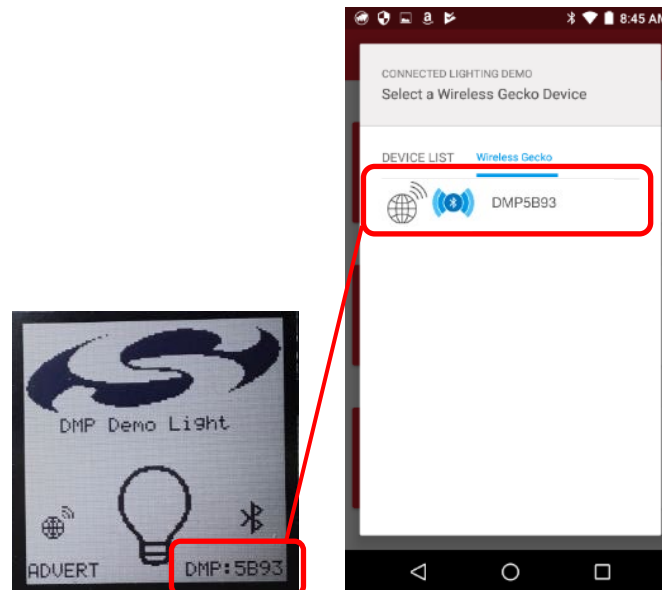 8:45 AM
CONNECTED LIGHTING DEMO
Select a Wireless Gecko Device
DEVICE LIST Wireless Gecko
DMP5B93
DMP Demo Light
ADVERT DMP:5B93